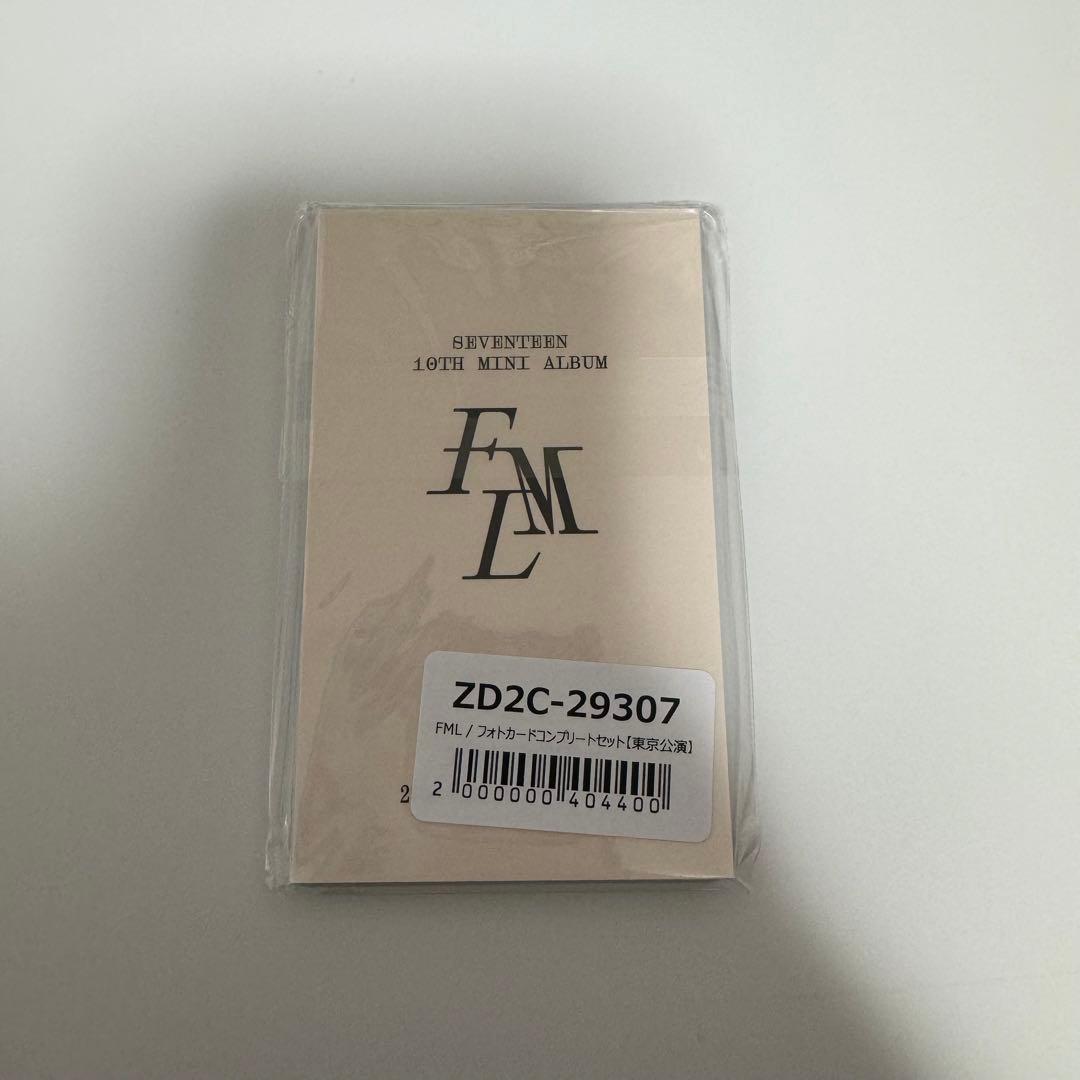 SEVENTEEN
10TH MINI ALBUM
FML
ZD2C-29307
FML / フォトカードコンプリートセット【東京公演】
2 000000 404400
2